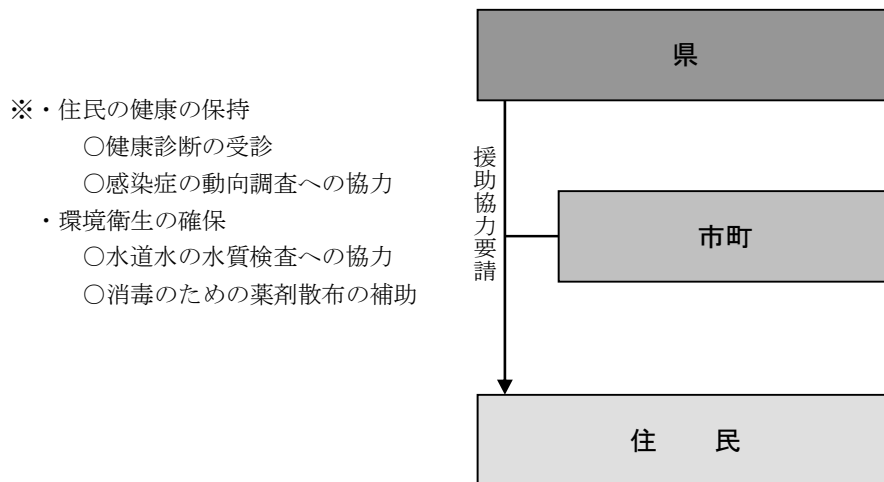 ※・住民の健康の保持
○健康診断の受診
○感染症の動向調査への協力
・環境衛生の確保
○水道水の水質検査への協力
○消毒のための薬剤散布の補助
県
援助協力要請
市町
住　　民